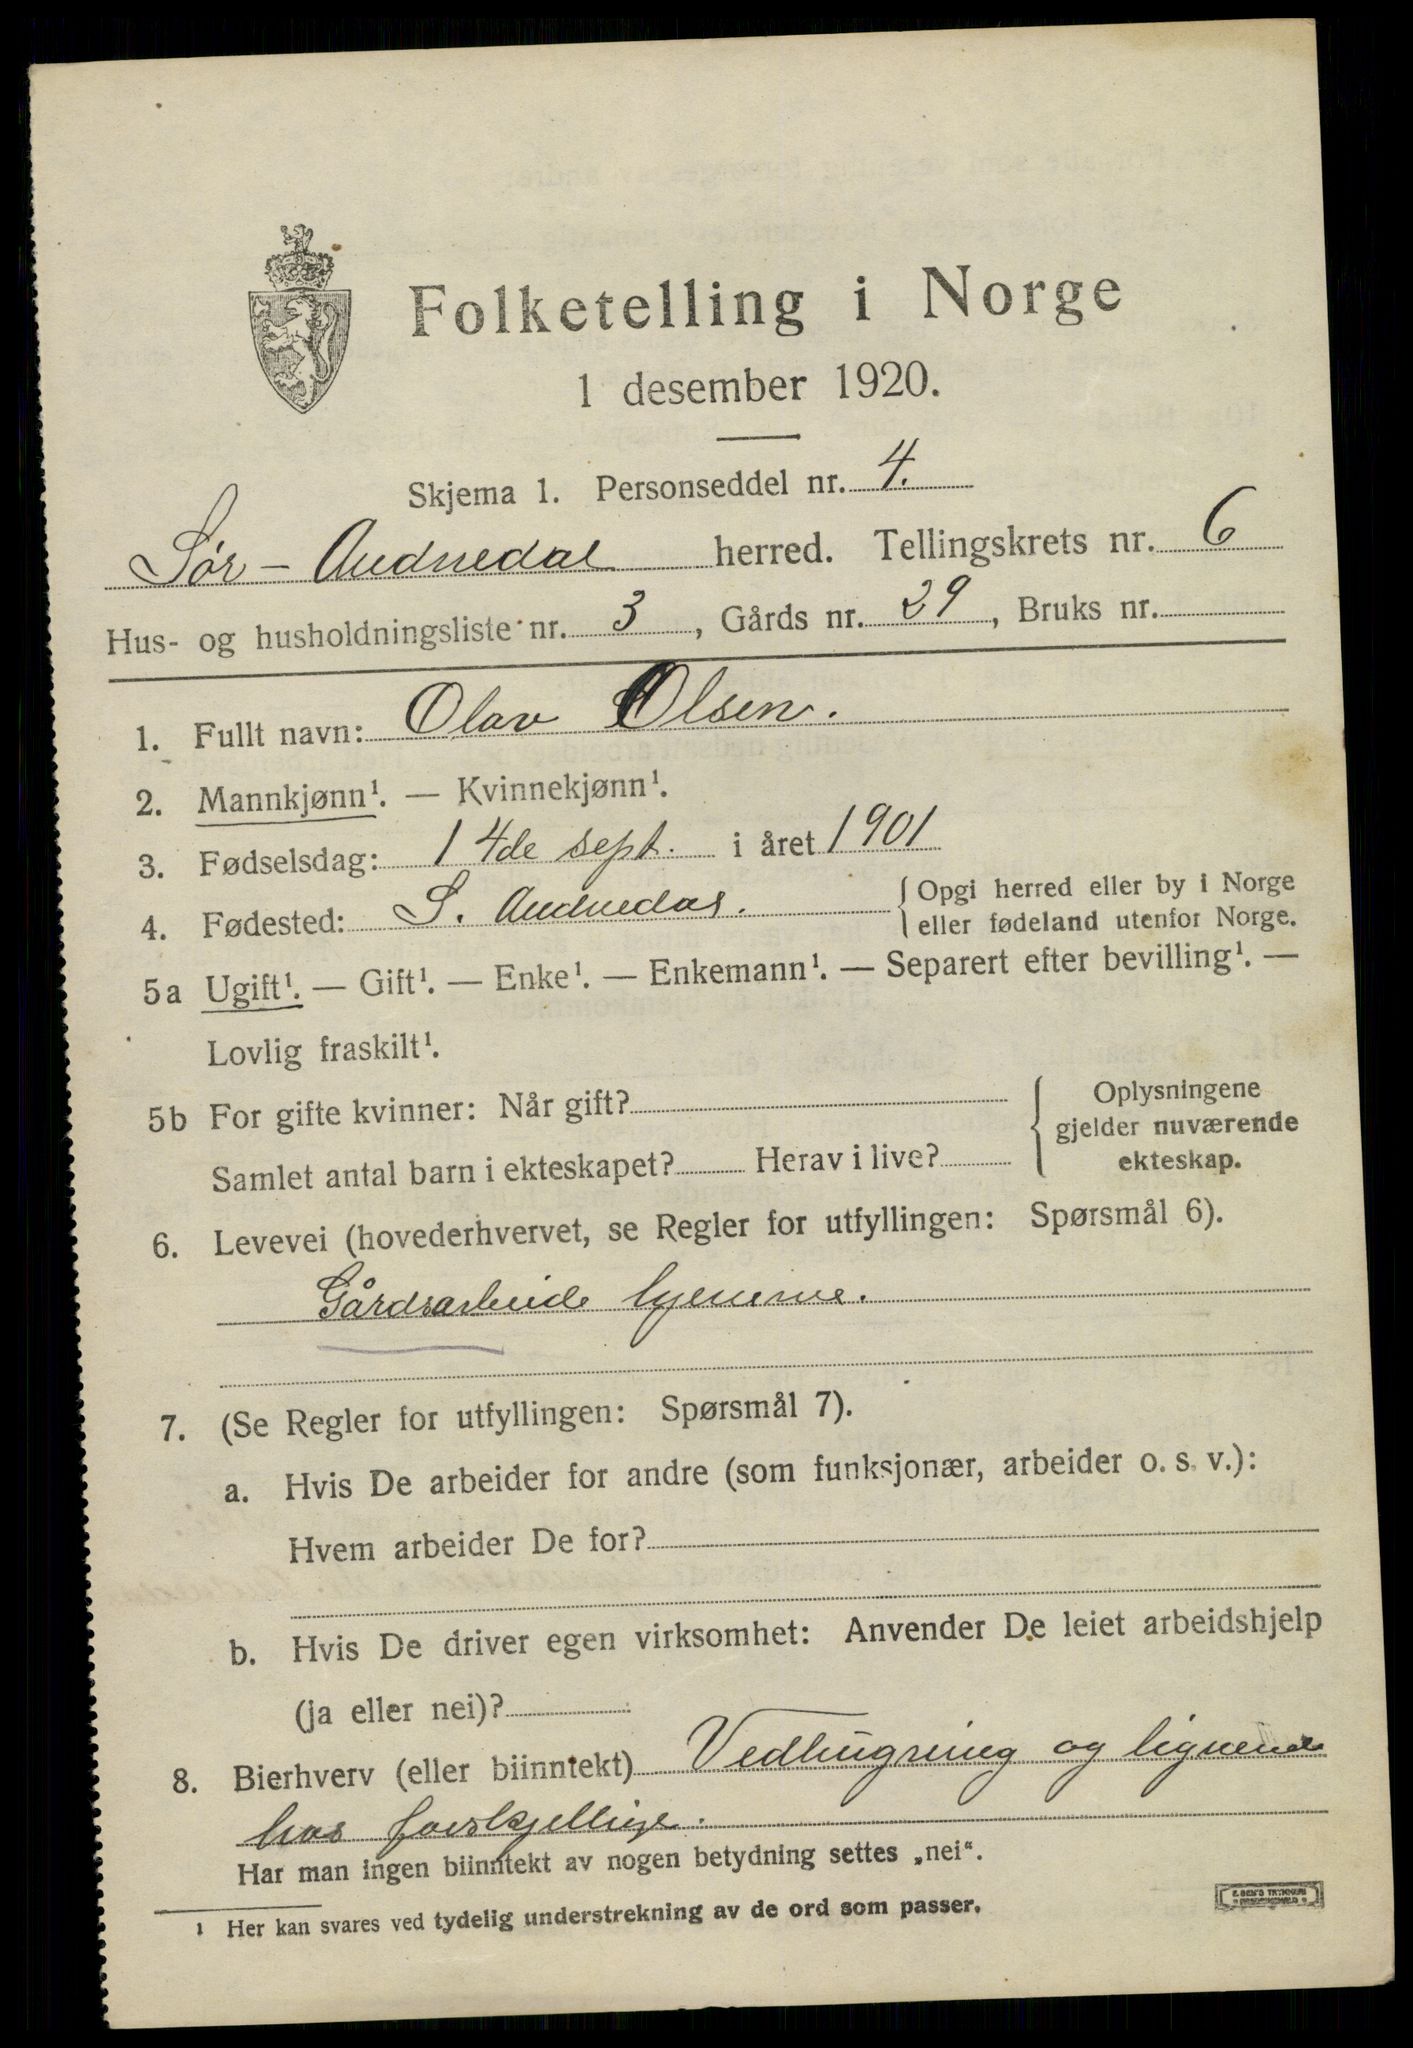 Folketelling i Norge
1 desember 1920.
Skjema 1. Personseddel nr. 4.
Sør-Audnedal herred. Tellingskrets nr. 6
Hus- og husholdningsliste nr. 3, Gårds nr. 29, Bruks nr.
1. Fullt navn: Olav Olsen.
2. Mannkjønn¹. — Kvinnekjønn¹.
3. Fødselsdag: 14de sept. i året 1901
4. Fødested: S. Audnedal. { Opgi herred eller by i Norge
eller fødeland utenfor Norge.
5a Ugift¹. — Gift¹. — Enke¹. — Enkemann¹. — Separert efter bevilling¹. —
Lovlig fraskilt¹.
5b For gifte kvinner: Når gift?
Samlet antal barn i ekteskapet? Herav i live?
{ Oplysningene
gjelder nuværende
ekteskap.
6. Levevei (hovederhvervet, se Regler for utfyllingen: Spørsmål 6).
Gårdsarbeide hjemme.
7. (Se Regler for utfyllingen: Spørsmål 7).
a. Hvis De arbeider for andre (som funksjonær, arbeider o. s. v.):
Hvem arbeider De for?
b. Hvis De driver egen virksomhet: Anvender De leiet arbeidshjelp
(ja eller nei)?
8. Bierhverv (eller biinntekt) Vedhugning og lignende
hos forskjellige.
Har man ingen biinntekt av nogen betydning settes „nei“.
¹ Her kan svares ved tydelig understrekning av de ord som passer.